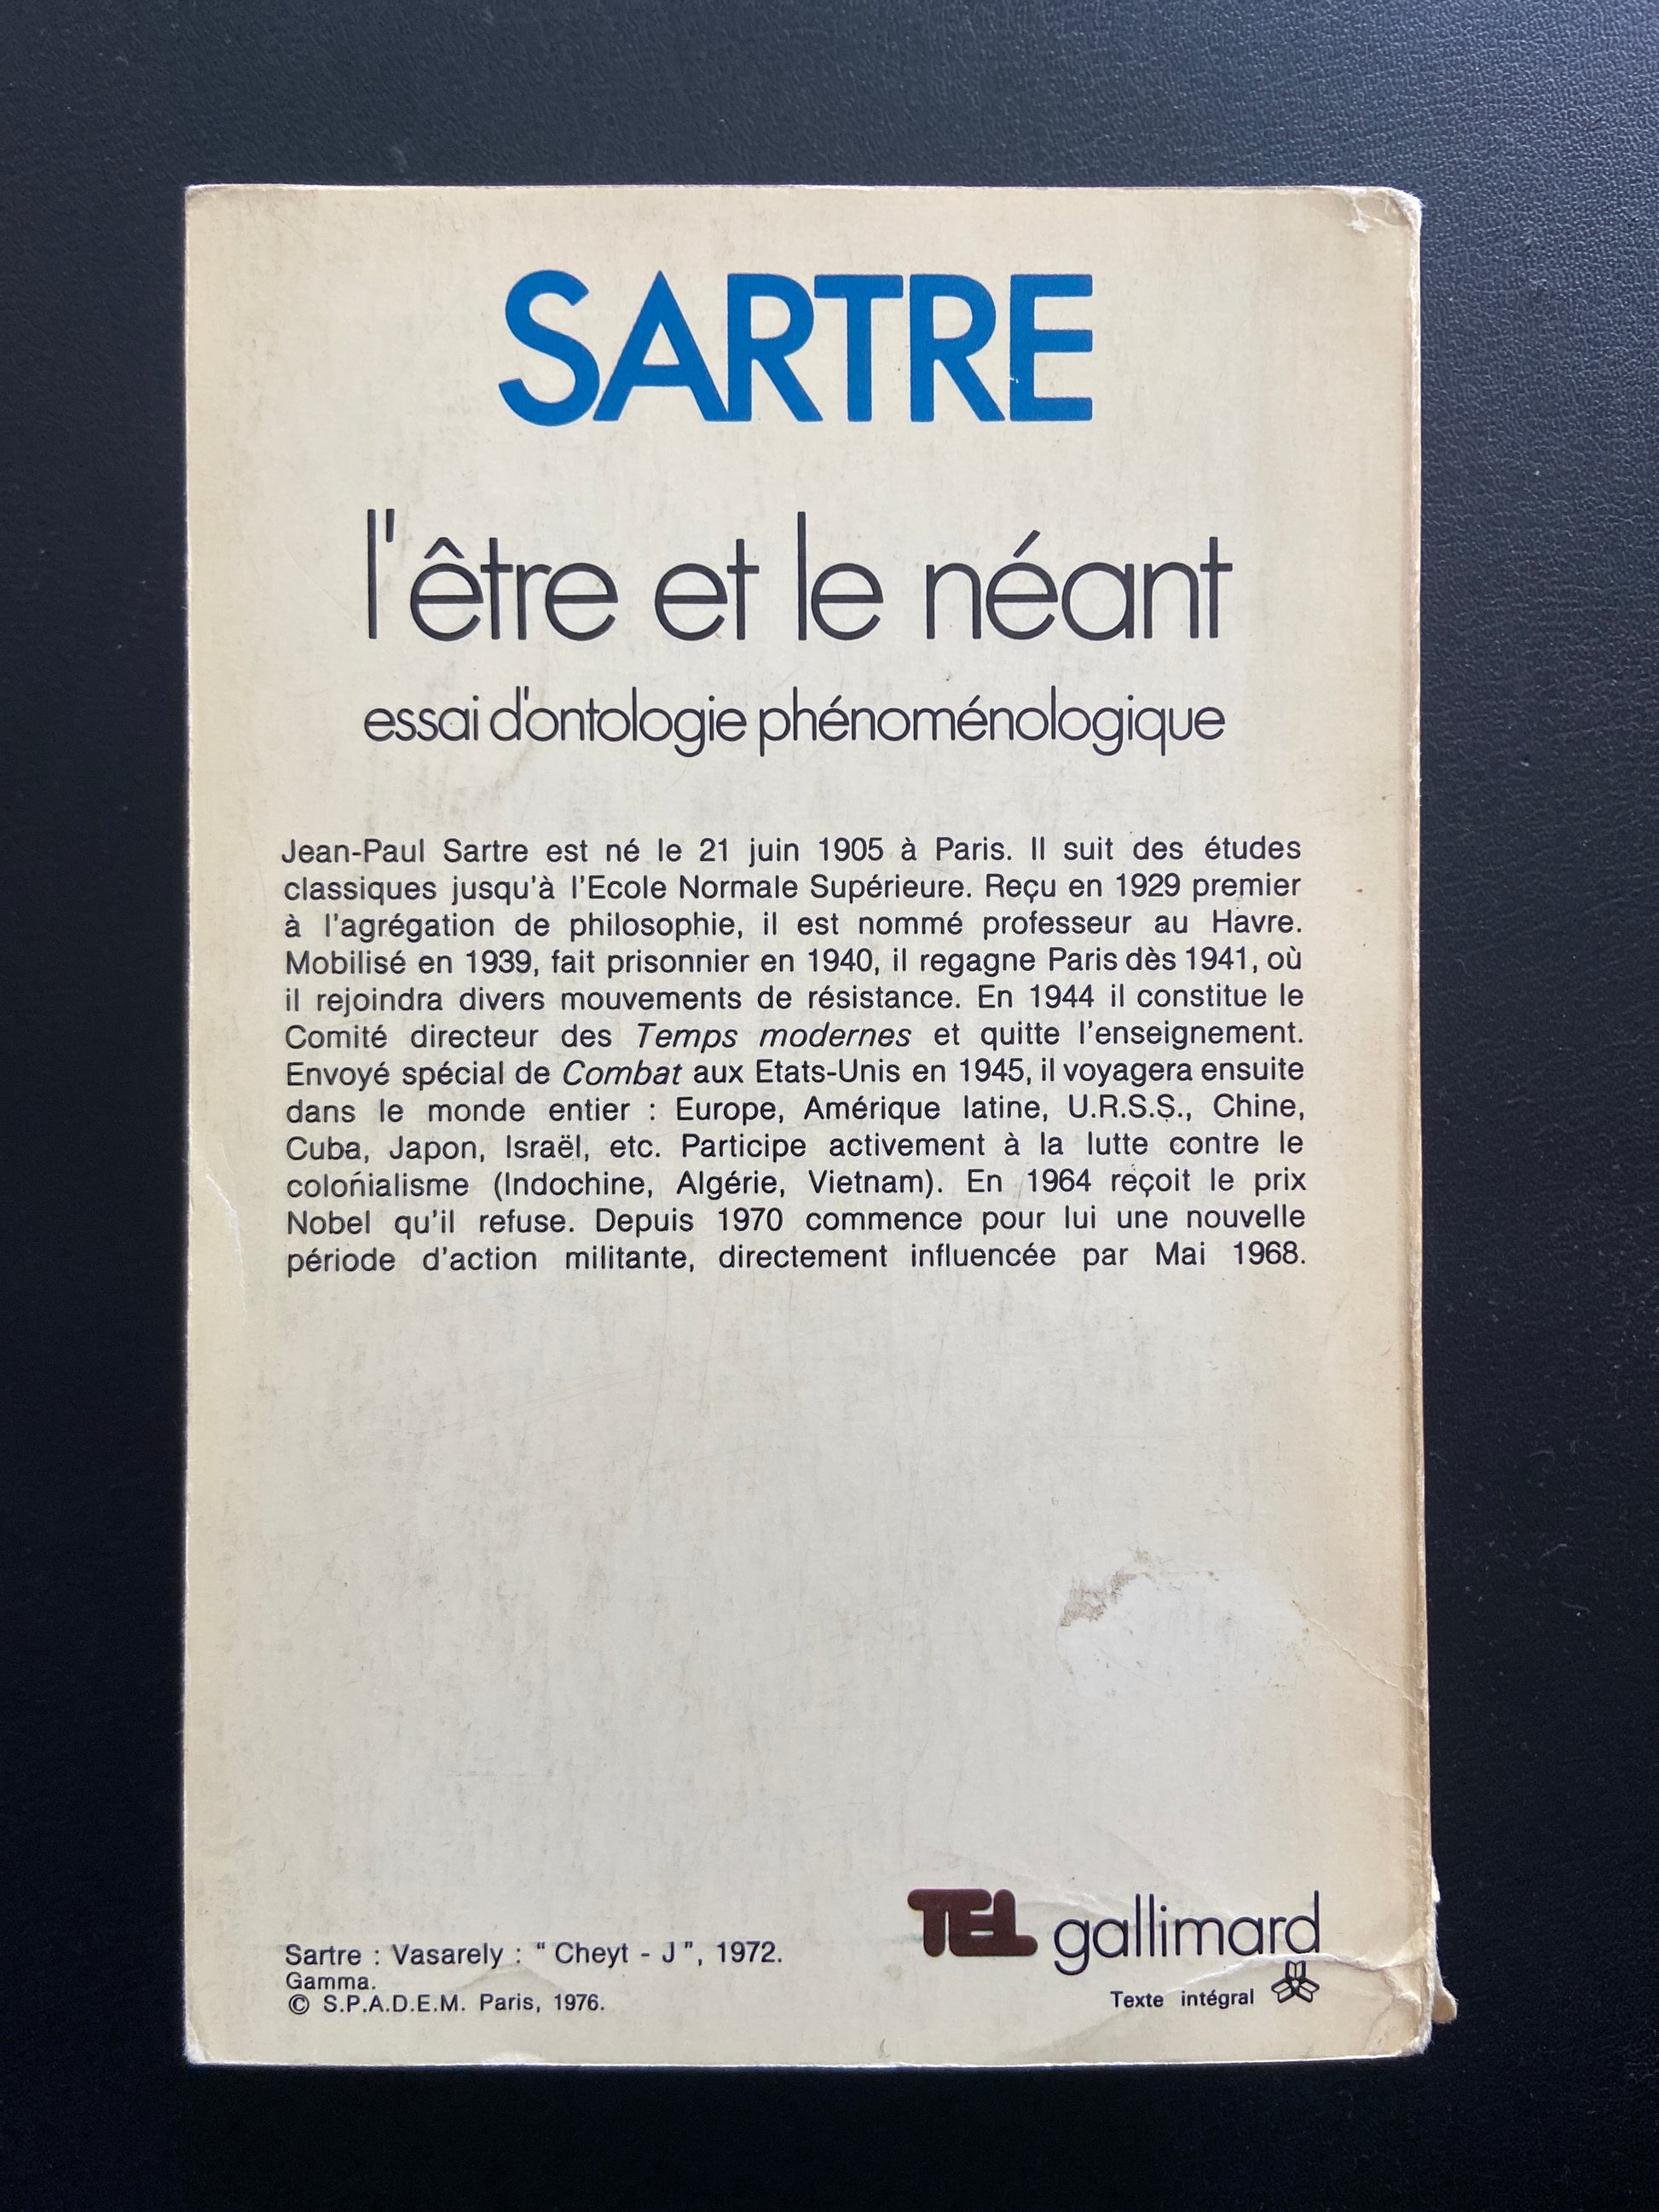 SARTRE
l'être et le néant
essai d'ontologie phénoménologique
Jean-Paul Sartre est né le 21 juin 1905 à Paris. Il suit des études
classiques jusqu'à l'Ecole Normale Supérieure. Reçu en 1929 premier
à l'agrégation de philosophie, il est nommé professeur au Havre.
Mobilisé en 1939, fait prisonnier en 1940, il regagne Paris dès 1941, où
il rejoindra divers mouvements de résistance. En 1944 il constitue le
Comité directeur des Temps modernes et quitte l'enseignement.
Envoyé spécial de Combat aux Etats-Unis en 1945, il voyagera ensuite
dans le monde entier : Europe, Amérique latine, U.R.S.S., Chine,
Cuba, Japon, Israël, etc. Participe activement à la lutte contre le
colonialisme (Indochine, Algérie, Vietnam). En 1964 reçoit le prix
Nobel qu'il refuse. Depuis 1970 commence pour lui une nouvelle
période d'action militante, directement influencée par Mai 1968.
TEL gallimard
Texte intégral
Sartre : Vasarely : " Cheyt - J ", 1972.
Gamma.
© S.P.A.D.E.M. Paris, 1976.